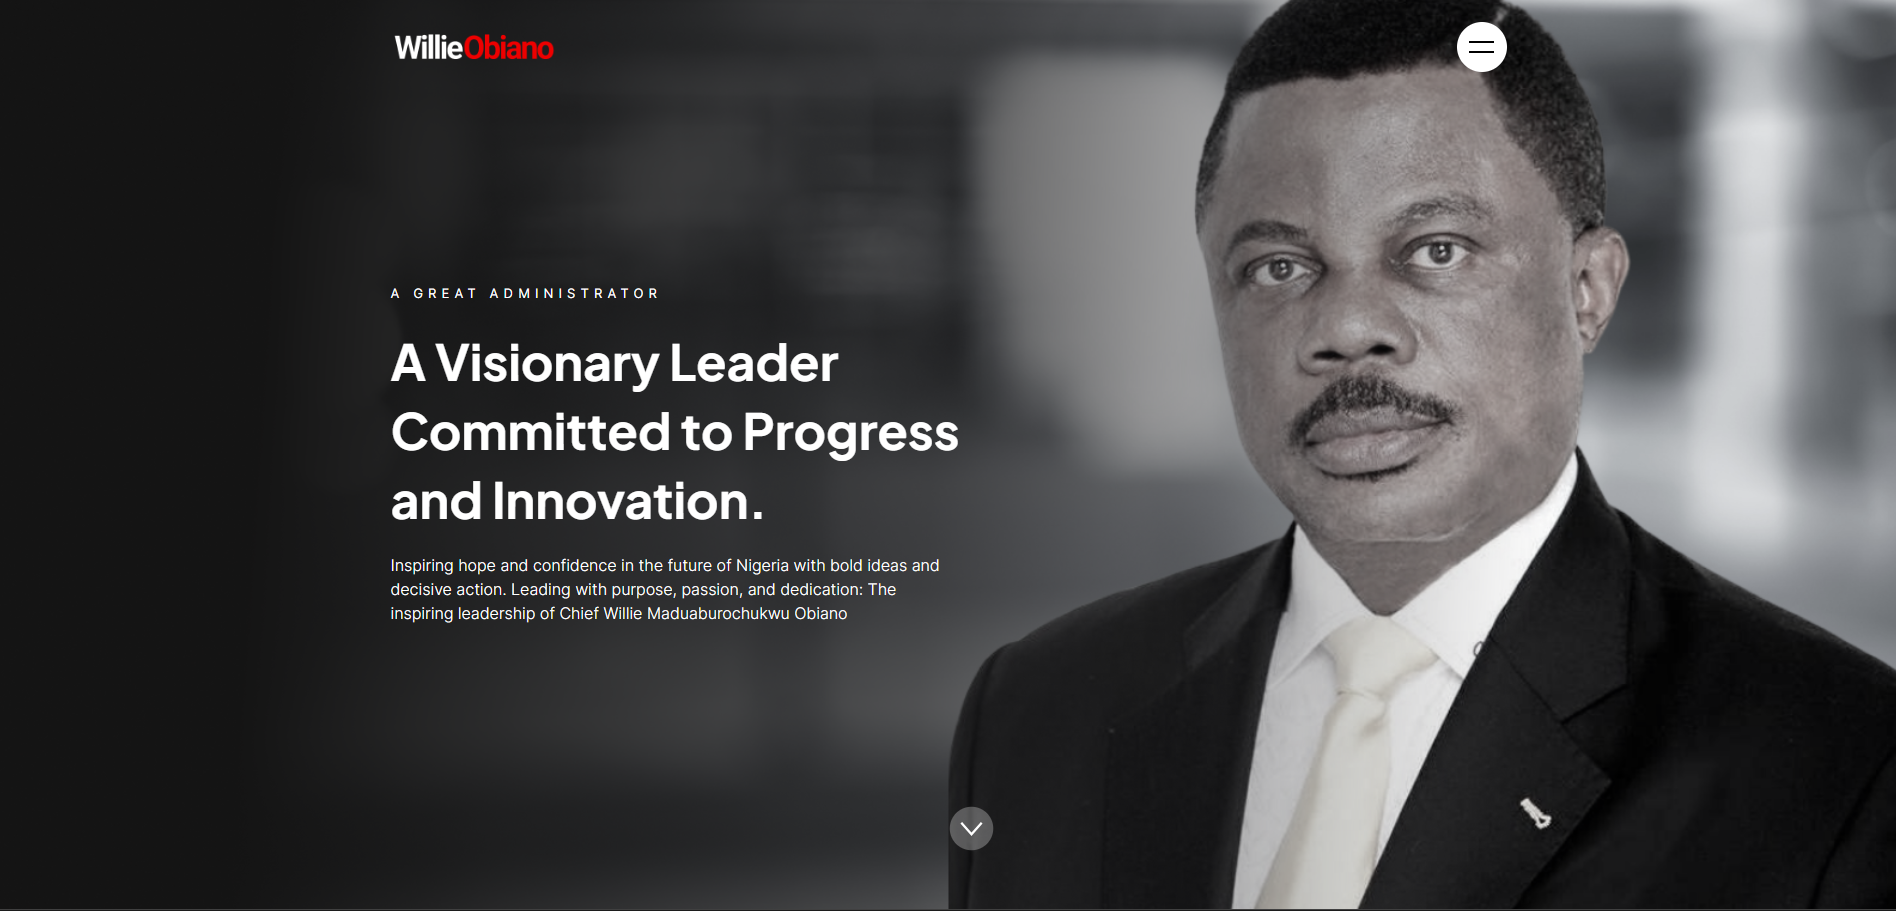 WillieObiano
A GREAT ADMINISTRATOR
A Visionary Leader
Committed to Progress
and Innovation.
Inspiring hope and confidence in the future of Nigeria with bold ideas and
decisive action. Leading with purpose, passion, and dedication: The
inspiring leadership of Chief Willie Maduaburochukwu Obiano